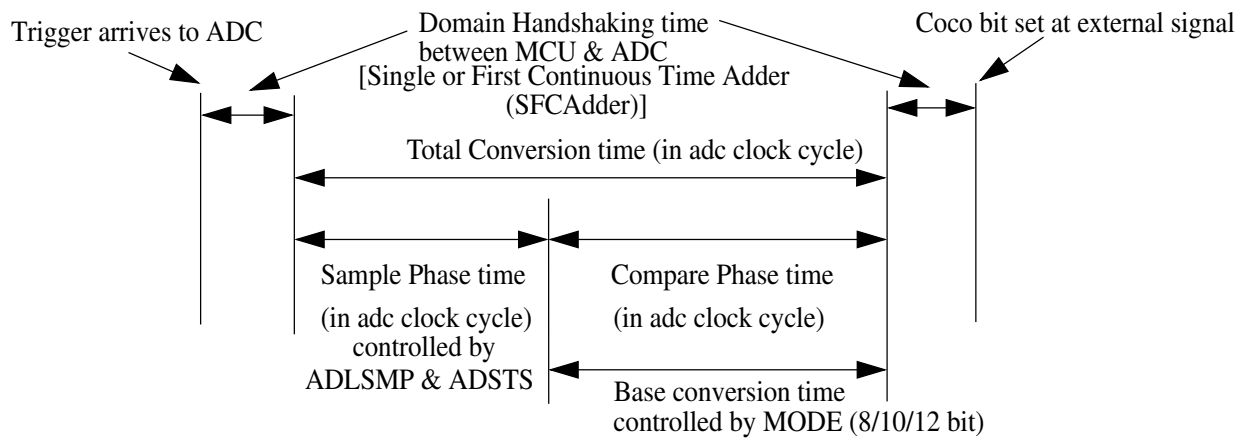 Trigger arrives to ADC
Domain Handshaking time
between MCU & ADC
[Single or First Continuous Time Adder
(SFCAdder)]
Coco bit set at external signal
Total Conversion time (in adc clock cycle)
Sample Phase time
(in adc clock cycle)
controlled by
ADLSMP & ADSTS
Compare Phase time
(in adc clock cycle)
Base conversion time
controlled by MODE (8/10/12 bit)